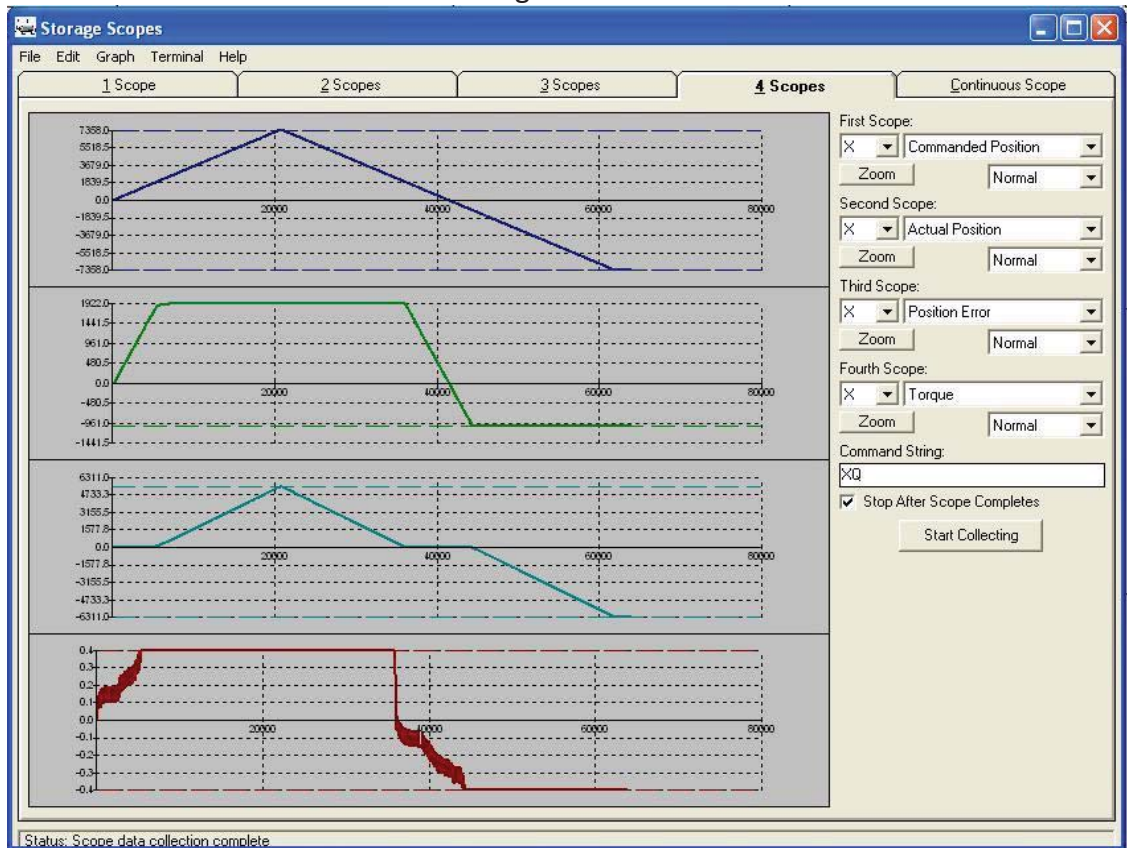 Storage Scopes
File Edit Graph Terminal Help
1 Scope 2 Scopes 3 Scopes 4 Scopes Continuous Scope
7358.0
5518.5
3679.0
1839.5
0.0
-1839.5
-3679.0
-5518.5
-7358.0
20000 40000 60000 80000
1922.0
1441.5
961.0
480.5
0.0
-480.5
-961.0
-1441.5
20000 40000 60000 80000
6311.0
4733.3
3155.5
1577.8
0.0
-1577.8
-3155.5
-4733.3
-6311.0
20000 40000 60000 80000
0.4
0.3
0.2
0.1
0.0
-0.1
-0.2
-0.3
-0.4
20000 40000 60000 80000
First Scope:
X Commanded Position
Zoom Normal
Second Scope:
X Actual Position
Zoom Normal
Third Scope:
X Position Error
Zoom Normal
Fourth Scope:
X Torque
Zoom Normal
Command String:
XQ
Stop After Scope Completes
Start Collecting
Status: Scope data collection complete